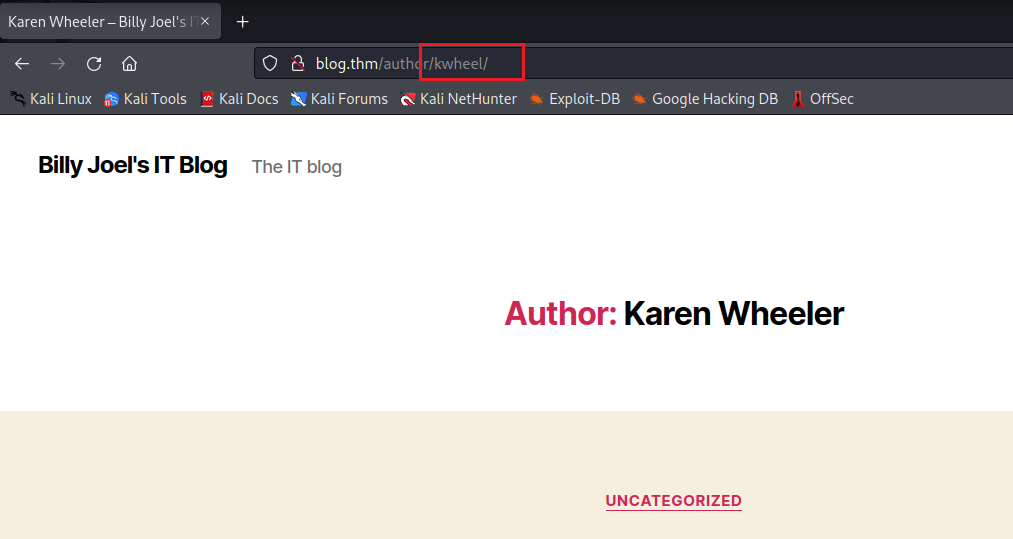 Karen Wheeler – Billy Joel's I
blog.thm/author/kwheel/
Kali Linux Kali Tools Kali Docs Kali Forums Kali NetHunter Exploit-DB Google Hacking DB OffSec
Billy Joel's IT Blog The IT blog
Author: Karen Wheeler
UNCATEGORIZED